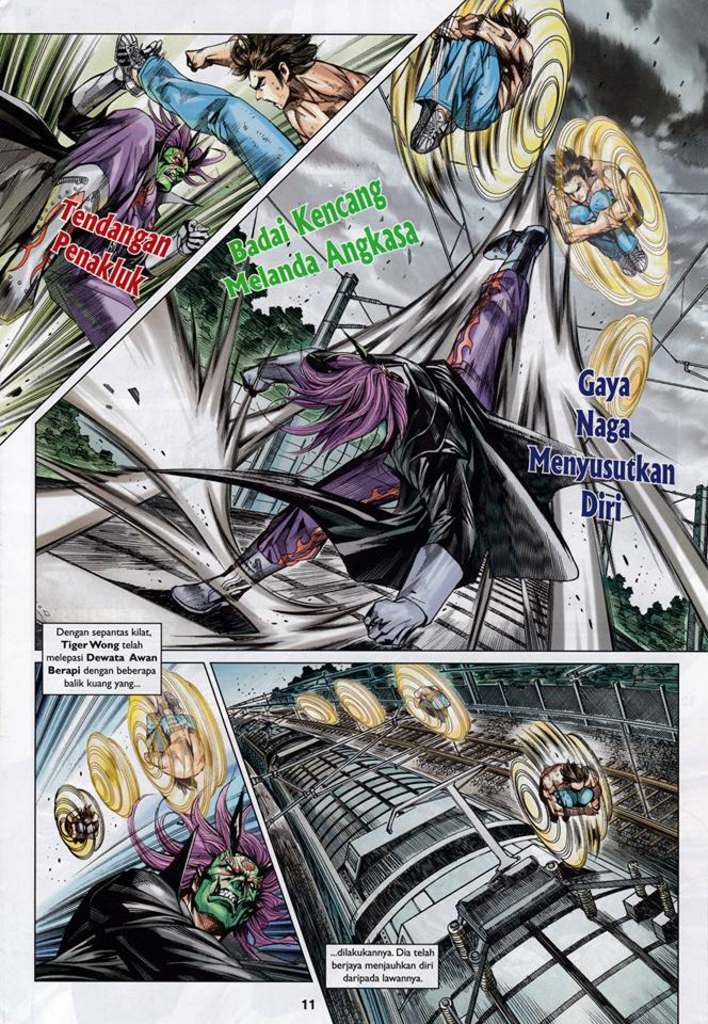 Tendangan
Penakluk
Badai Kencang
Melanda Angkasa
Gaya
Naga
Menyusutkan
Diri
Dengan sepantas kilat,
Tiger Wong telah
melepasi Dewata Awan
Berapi dengan beberapa
balik kuang yang...
...dilakukannya. Dia telah
berjaya menjauhkan diri
daripada lawannya.
11